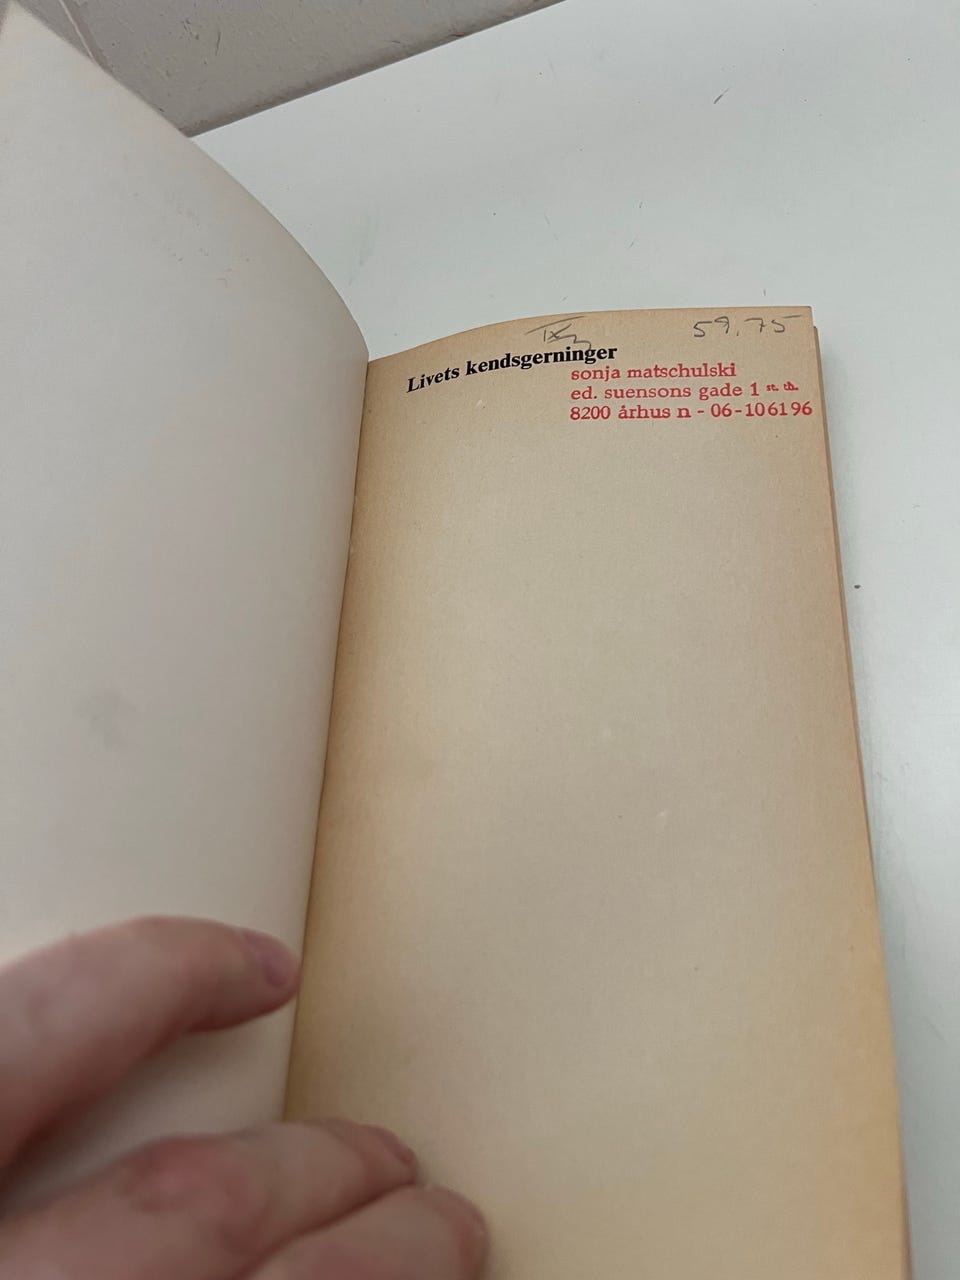 59.75
Livets kendsgerninger
sonja matschulski
ed. suensons gade 1 st. th.
8200 århus n - 06-106196